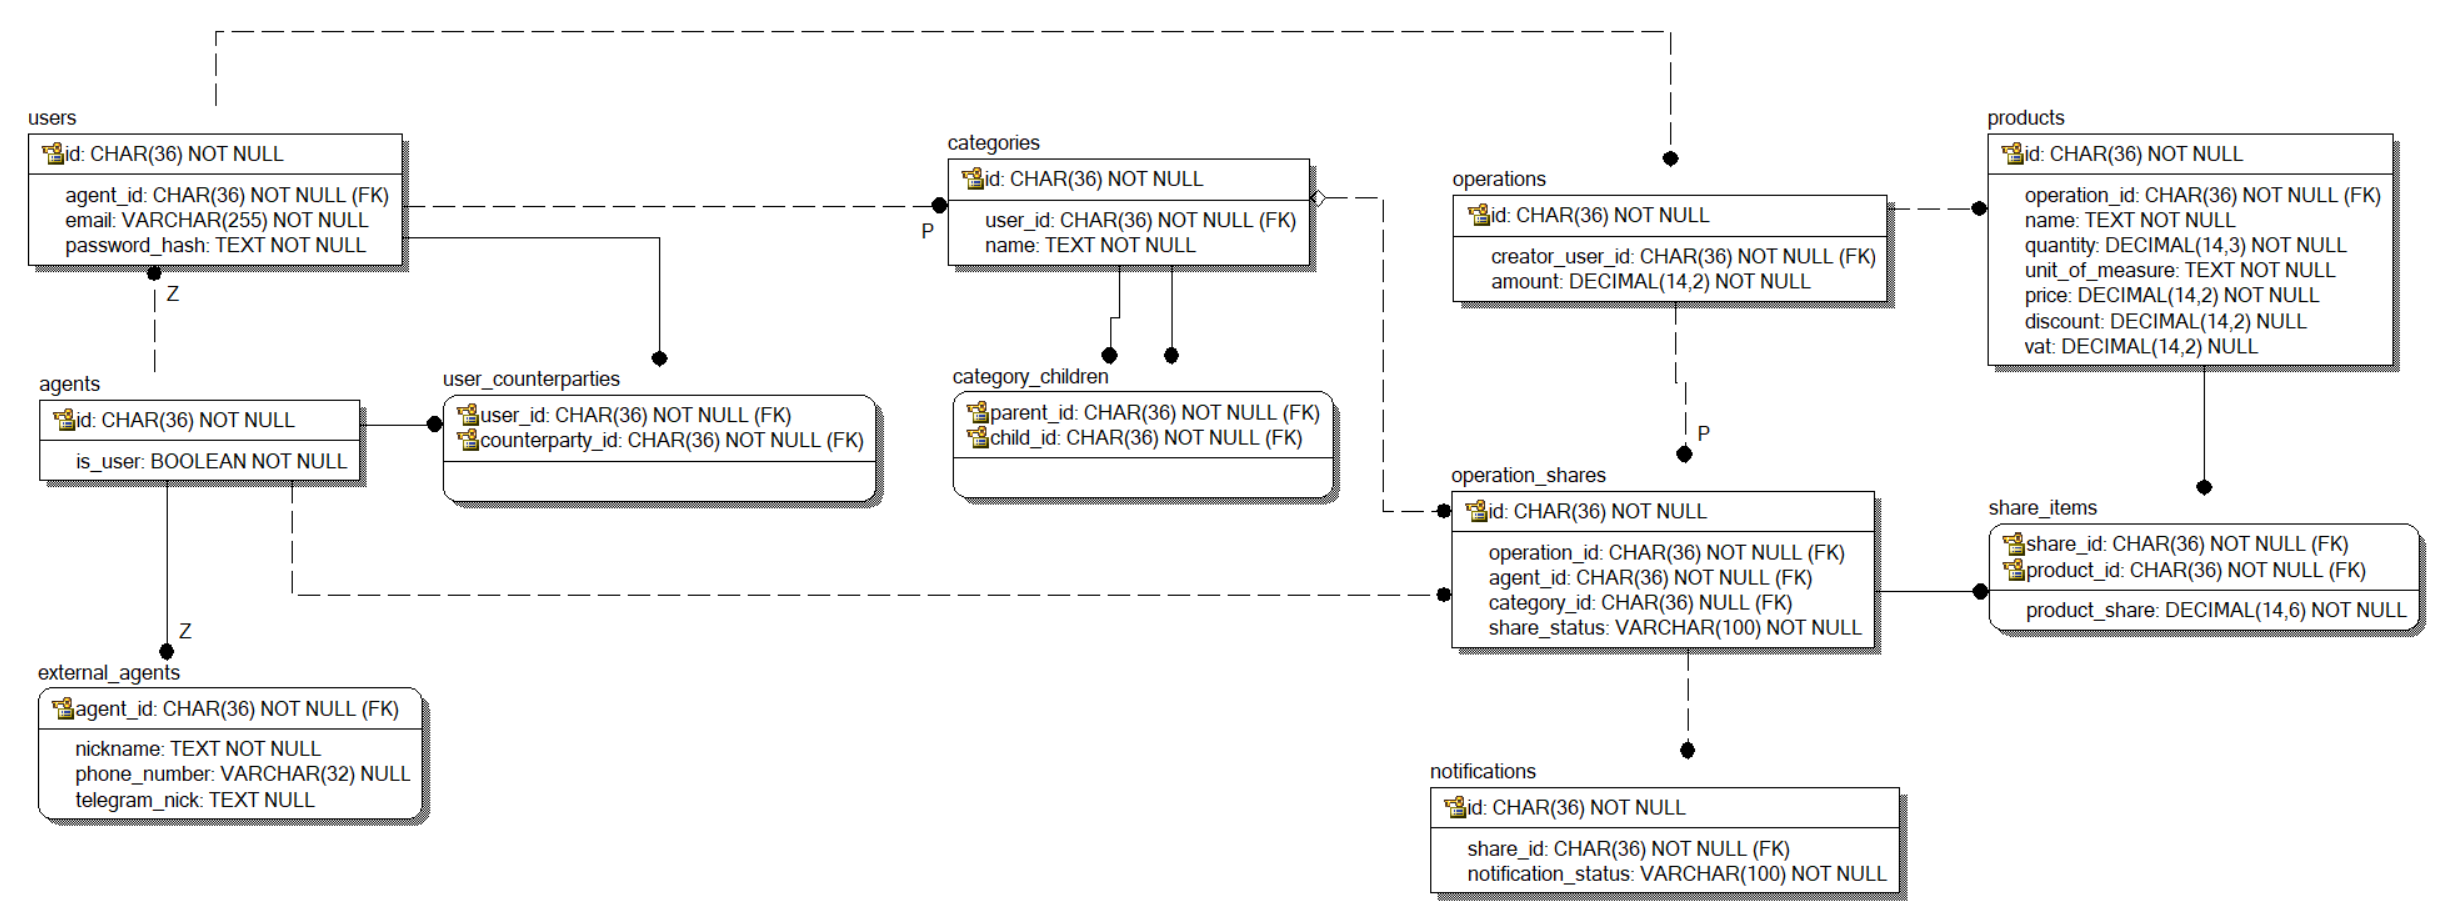 users
id: CHAR(36) NOT NULL
agent_id: CHAR(36) NOT NULL (FK)
email: VARCHAR(255) NOT NULL
password_hash: TEXT NOT NULL
Z
agents
id: CHAR(36) NOT NULL
is_user: BOOLEAN NOT NULL
Z
external_agents
agent_id: CHAR(36) NOT NULL (FK)
nickname: TEXT NOT NULL
phone_number: VARCHAR(32) NULL
telegram_nick: TEXT NULL
user_counterparties
user_id: CHAR(36) NOT NULL (FK)
counterparty_id: CHAR(36) NOT NULL (FK)
categories
id: CHAR(36) NOT NULL
user_id: CHAR(36) NOT NULL (FK)
name: TEXT NOT NULL
P
category_children
parent_id: CHAR(36) NOT NULL (FK)
child_id: CHAR(36) NOT NULL (FK)
operations
id: CHAR(36) NOT NULL
creator_user_id: CHAR(36) NOT NULL (FK)
amount: DECIMAL(14,2) NOT NULL
P
operation_shares
id: CHAR(36) NOT NULL
operation_id: CHAR(36) NOT NULL (FK)
agent_id: CHAR(36) NOT NULL (FK)
category_id: CHAR(36) NULL (FK)
share_status: VARCHAR(100) NOT NULL
notifications
id: CHAR(36) NOT NULL
share_id: CHAR(36) NOT NULL (FK)
notification_status: VARCHAR(100) NOT NULL
products
id: CHAR(36) NOT NULL
operation_id: CHAR(36) NOT NULL (FK)
name: TEXT NOT NULL
quantity: DECIMAL(14,3) NOT NULL
unit_of_measure: TEXT NOT NULL
price: DECIMAL(14,2) NOT NULL
discount: DECIMAL(14,2) NULL
vat: DECIMAL(14,2) NULL
share_items
share_id: CHAR(36) NOT NULL (FK)
product_id: CHAR(36) NOT NULL (FK)
product_share: DECIMAL(14,6) NOT NULL